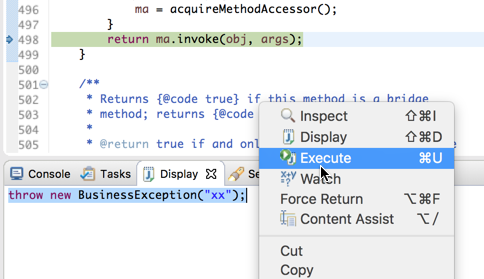 496 ma = acquireMethodAccessor();
497 }
498 return ma.invoke(obj, args);
499 }
500
501 /**
502 * Returns {@code true} if this method is a bridge
503 * method; returns {@code
504 *
505 * @return true if and onl
Console Tasks Display Se
throw new BusinessException("xx");
Inspect ⇧⌘I
Display ⇧⌘D
Execute ⌘U
Watch
Force Return ⌥⌘F
Content Assist ⌥/
Cut
Copy